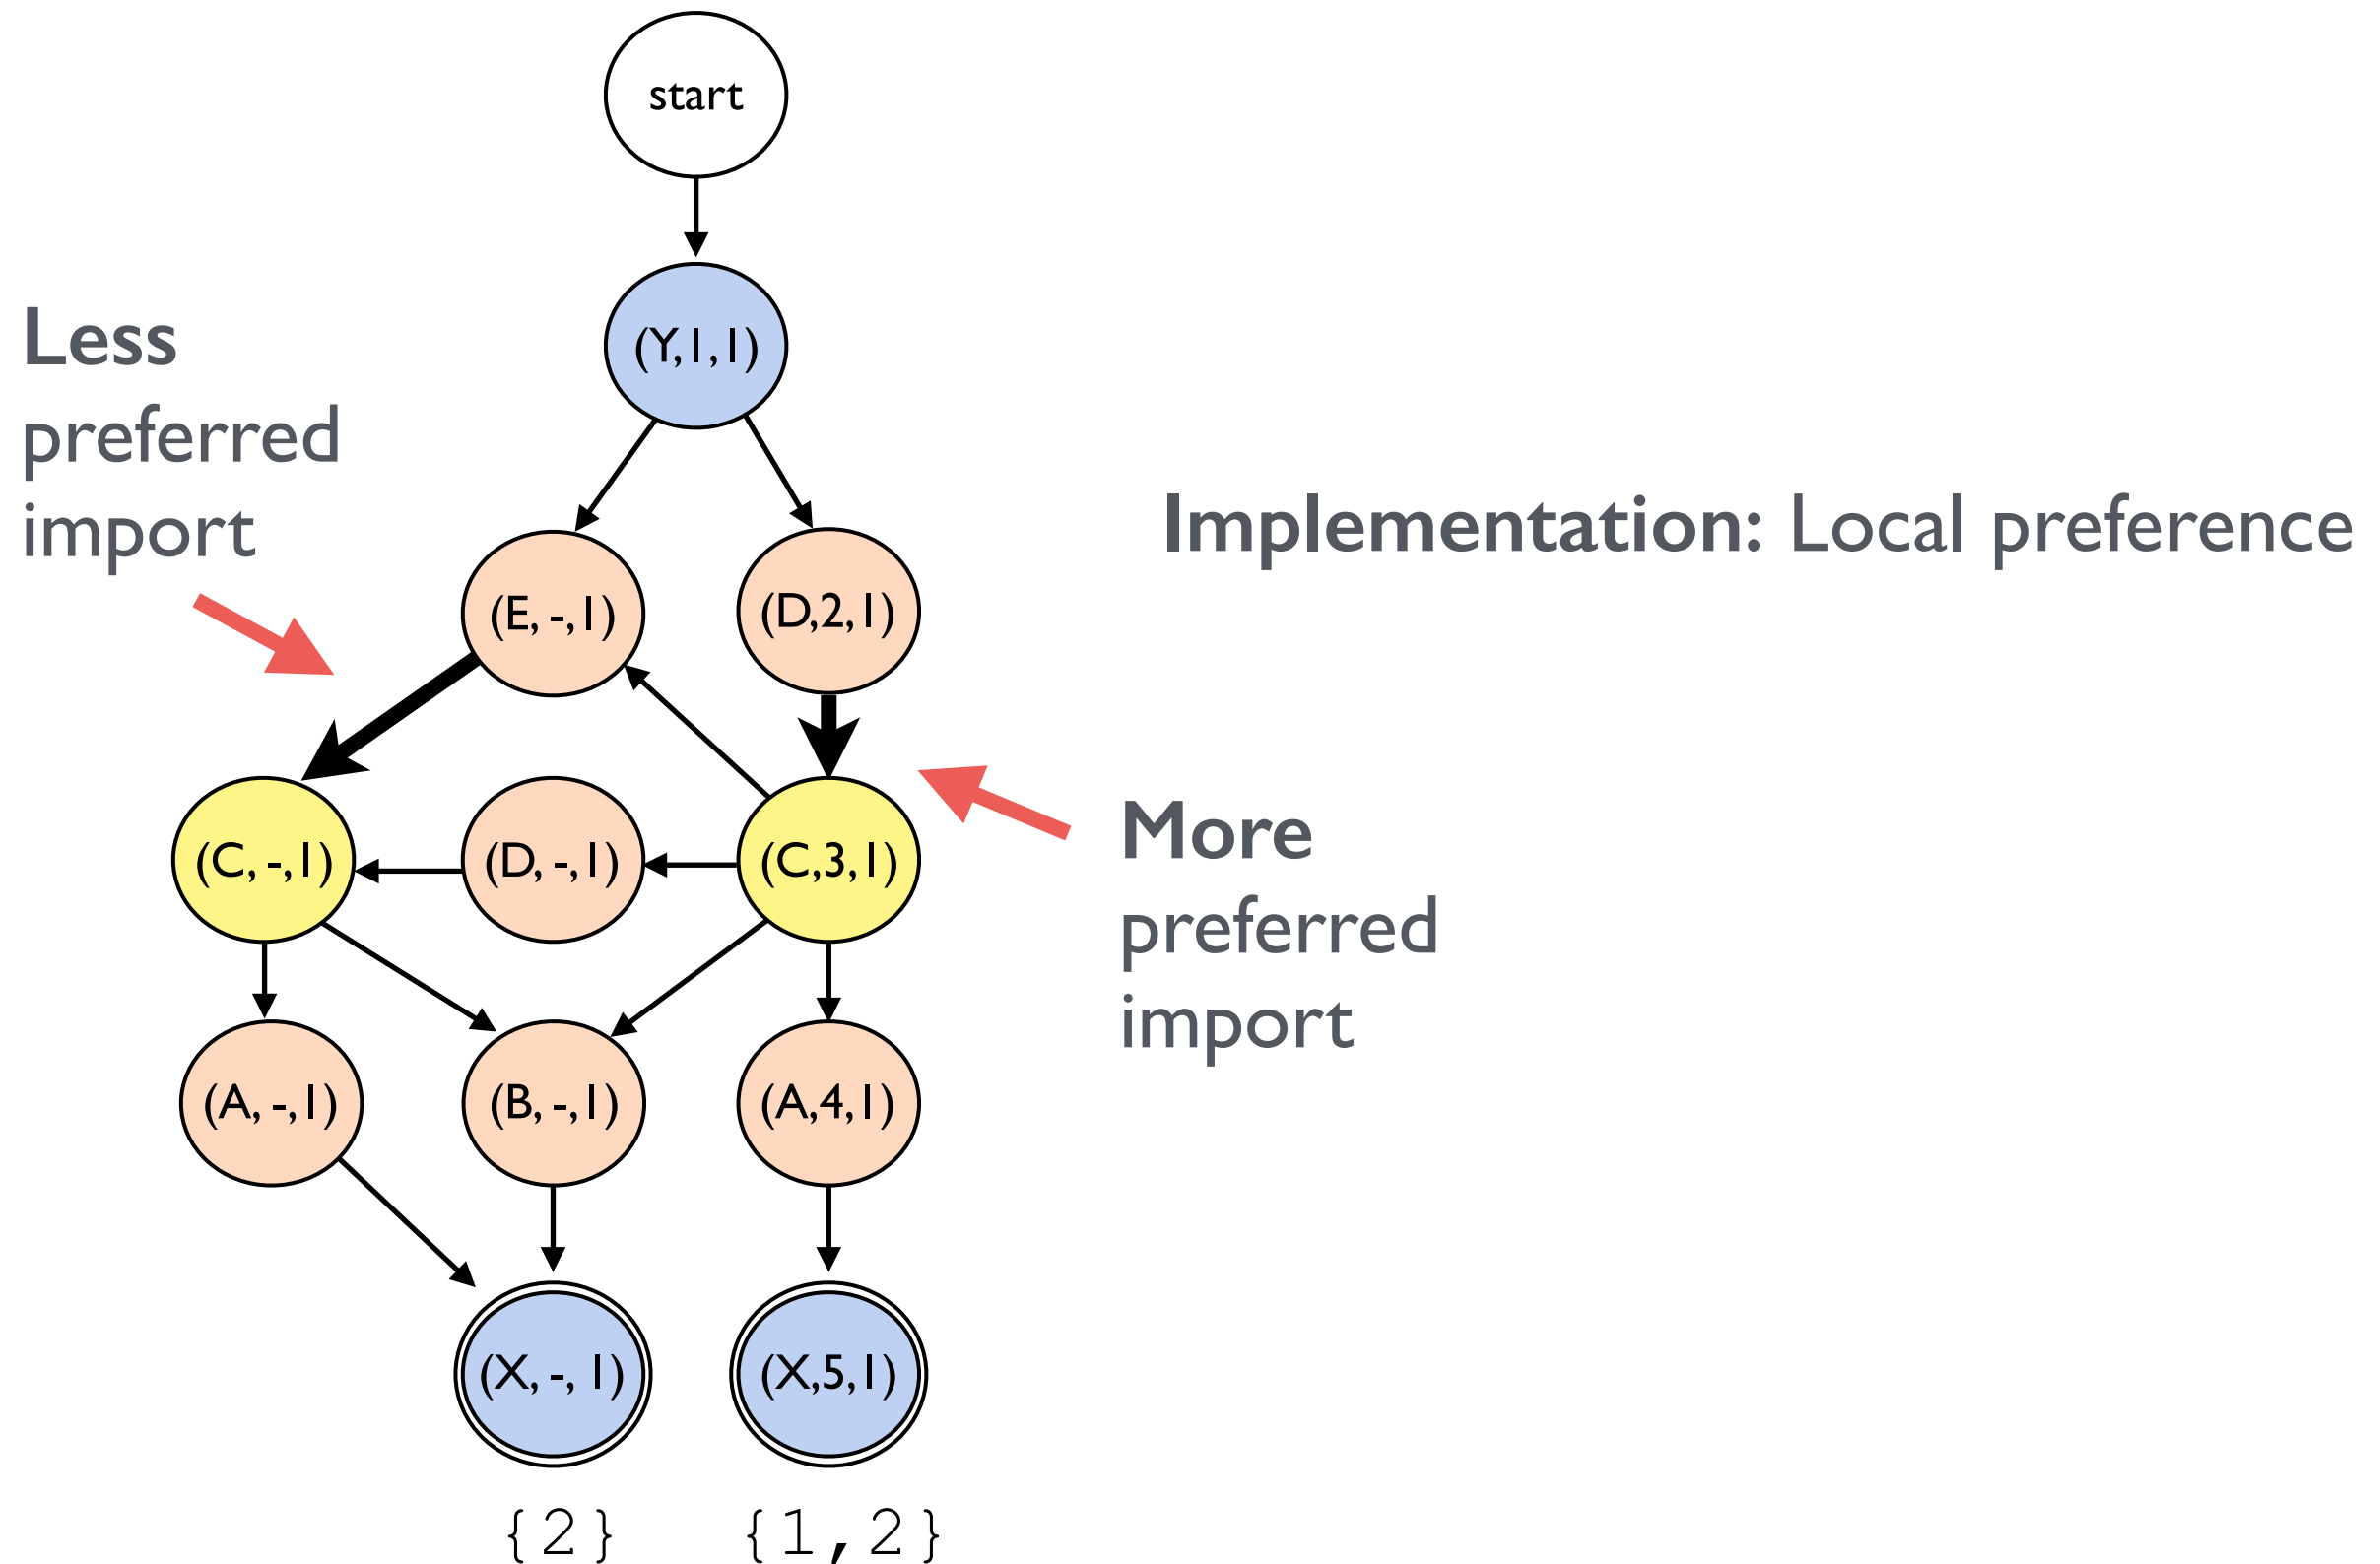 start
(Y,1,1)
Less
preferred
import
Implementation: Local preference
(E,-,1)
(D,2,1)
(C,-,1)
(D,-,1)
(C,3,1)
More
preferred
import
(A,-,1)
(B,-,1)
(A,4,1)
(X,-, 1)
(X,5,1)
{2}
{1,2}